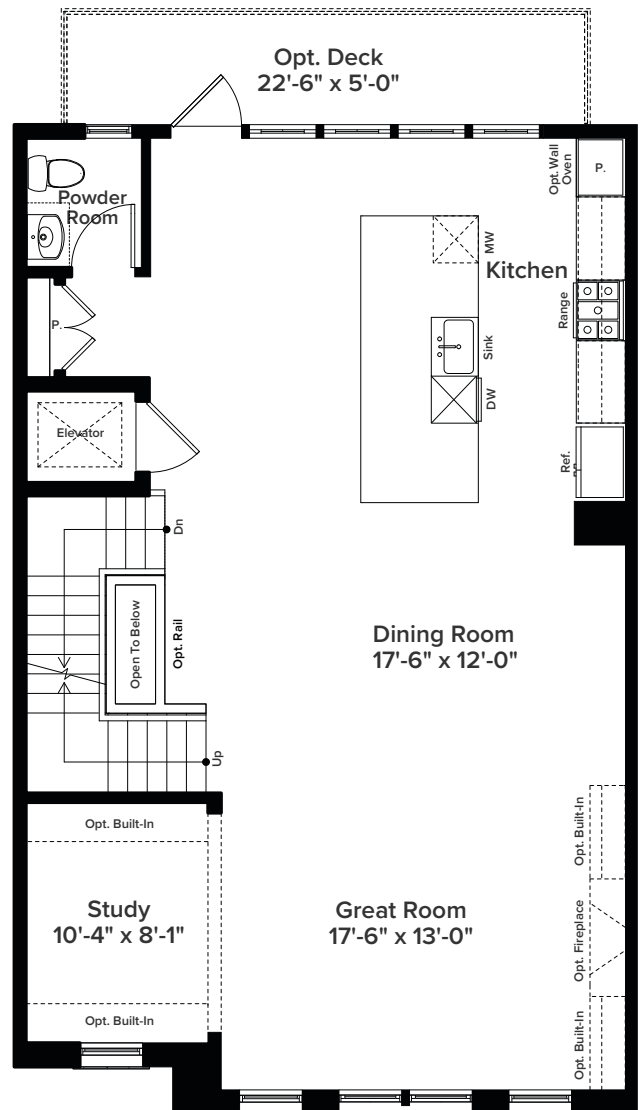 Opt. Deck
22'-6" x 5'-0"
Opt. Wall
Oven
P.
Powder
Room
MW
Kitchen
Range
Sink
P.
DW
Elevator
Ref.
Dn
Open To Below
Opt. Rail
Dining Room
17'-6" x 12'-0"
Up
Opt. Built-In
Opt. Built-In
Study
10'-4" x 8'-1"
Great Room
17'-6" x 13'-0"
Opt. Fireplace
Opt. Built-In
Opt. Built-In